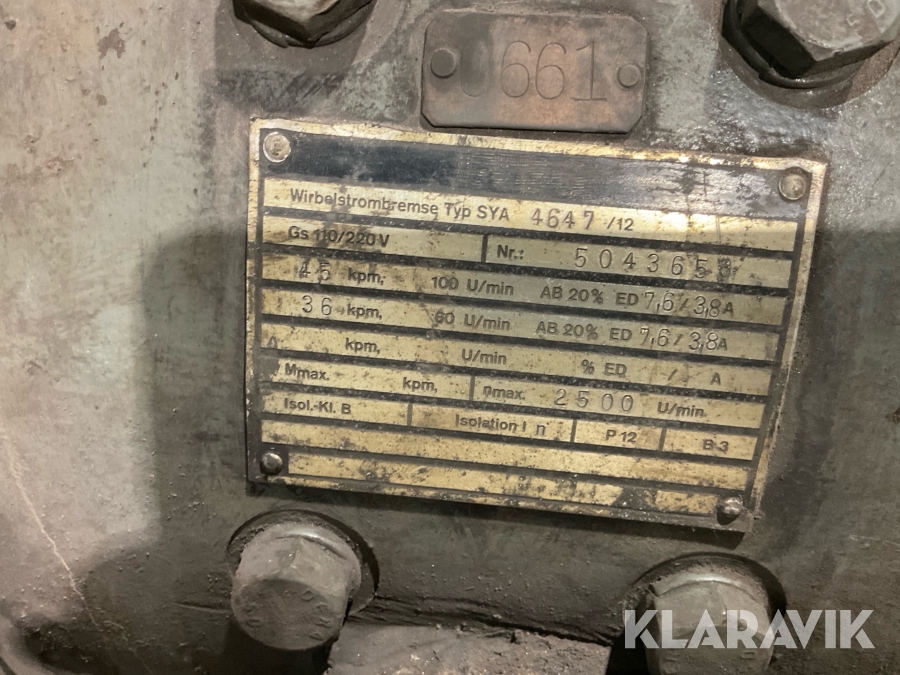 0661
Wirbelstrombremse Typ SYA 4647 /12
Gs 110/220 V Nr.: 5043658
45 kpm, 100 U/min AB 20% ED 7,6 / 3,8 A
36 kpm, 60 U/min AB 20% ED 7,6 / 3,8 A
kpm, U/min % ED / A
Mmax. kpm, nmax. 2500 U/min
Isol.-Kl. B Isolation I n P 12 B 3
KLARAVIK